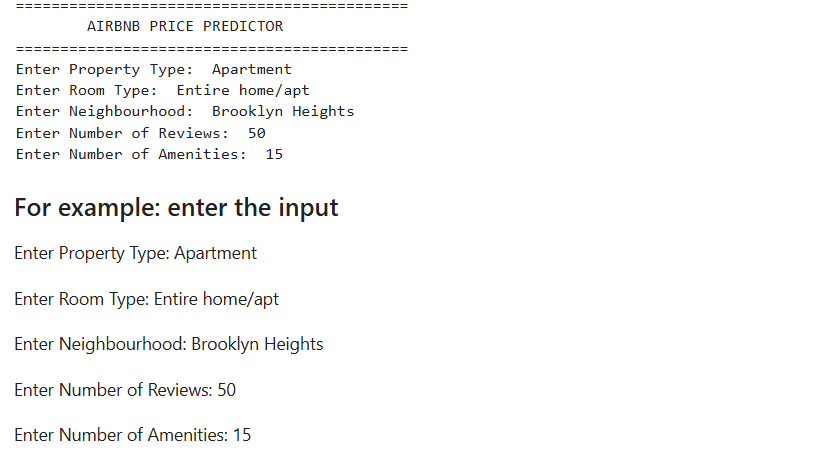 ============================================
AIRBNB PRICE PREDICTOR
============================================
Enter Property Type:  Apartment
Enter Room Type:  Entire home/apt
Enter Neighbourhood:  Brooklyn Heights
Enter Number of Reviews:  50
Enter Number of Amenities:  15
For example: enter the input
Enter Property Type: Apartment
Enter Room Type: Entire home/apt
Enter Neighbourhood: Brooklyn Heights
Enter Number of Reviews: 50
Enter Number of Amenities: 15